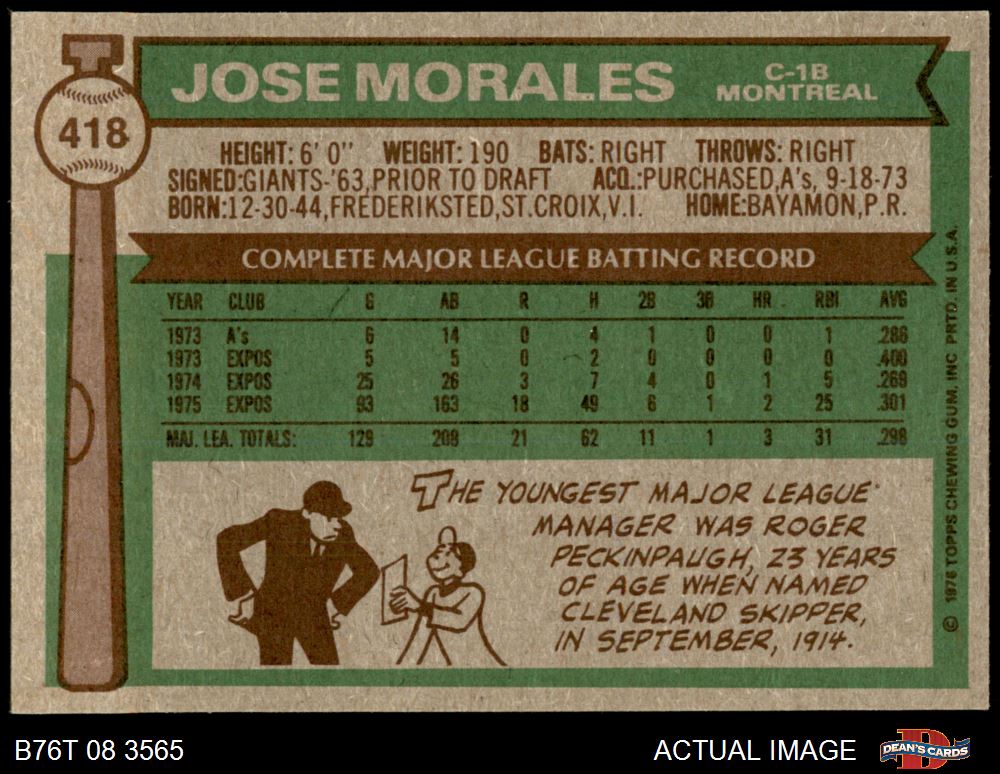 JOSE MORALES C-1B
MONTREAL
418
HEIGHT: 6' 0" WEIGHT: 190 BATS: RIGHT THROWS: RIGHT
SIGNED:GIANTS-'63,PRIOR TO DRAFT ACQ.:PURCHASED,A's, 9-18-73
BORN:12-30-44,FREDERIKSTED,ST.CROIX,V.I. HOME:BAYAMON,P.R.
COMPLETE MAJOR LEAGUE BATTING RECORD
YEAR CLUB G AB R H 2B 3B HR RBI AVG
1973 A's 6 14 0 4 1 0 0 1 .286
1973 EXPOS 5 5 0 2 0 0 0 0 .400
1974 EXPOS 25 26 3 7 4 0 1 5 .269
1975 EXPOS 93 163 18 49 6 1 2 25 .301
MAJ. LEA. TOTALS: 129 208 21 62 11 1 3 31 .298
THE YOUNGEST MAJOR LEAGUE
MANAGER WAS ROGER
PECKINPAUGH, 23 YEARS
OF AGE WHEN NAMED
CLEVELAND SKIPPER,
IN SEPTEMBER, 1914.
© 1976 TOPPS CHEWING GUM, INC PRTD. IN U.S.A.
B76T 08 3565 ACTUAL IMAGE DEAN'S CARDS